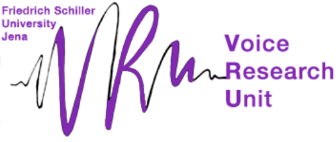 Friedrich Schiller
University
Jena
VRU
Voice
Research
Unit